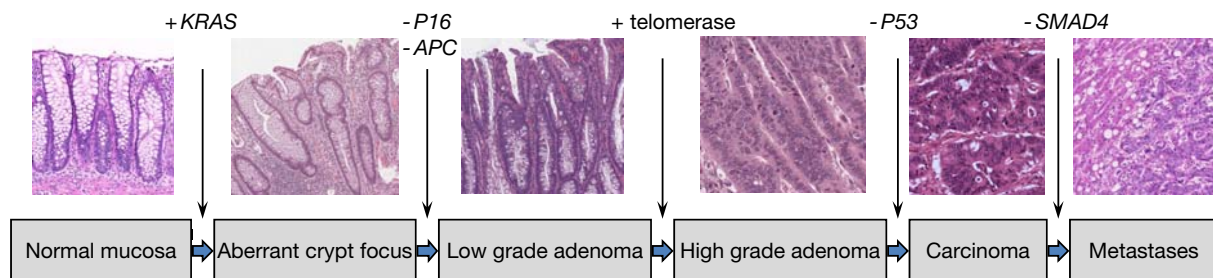 + KRAS
- P16
- APC
+ telomerase
- P53
- SMAD4
Normal mucosa
Aberrant crypt focus
Low grade adenoma
High grade adenoma
Carcinoma
Metastases